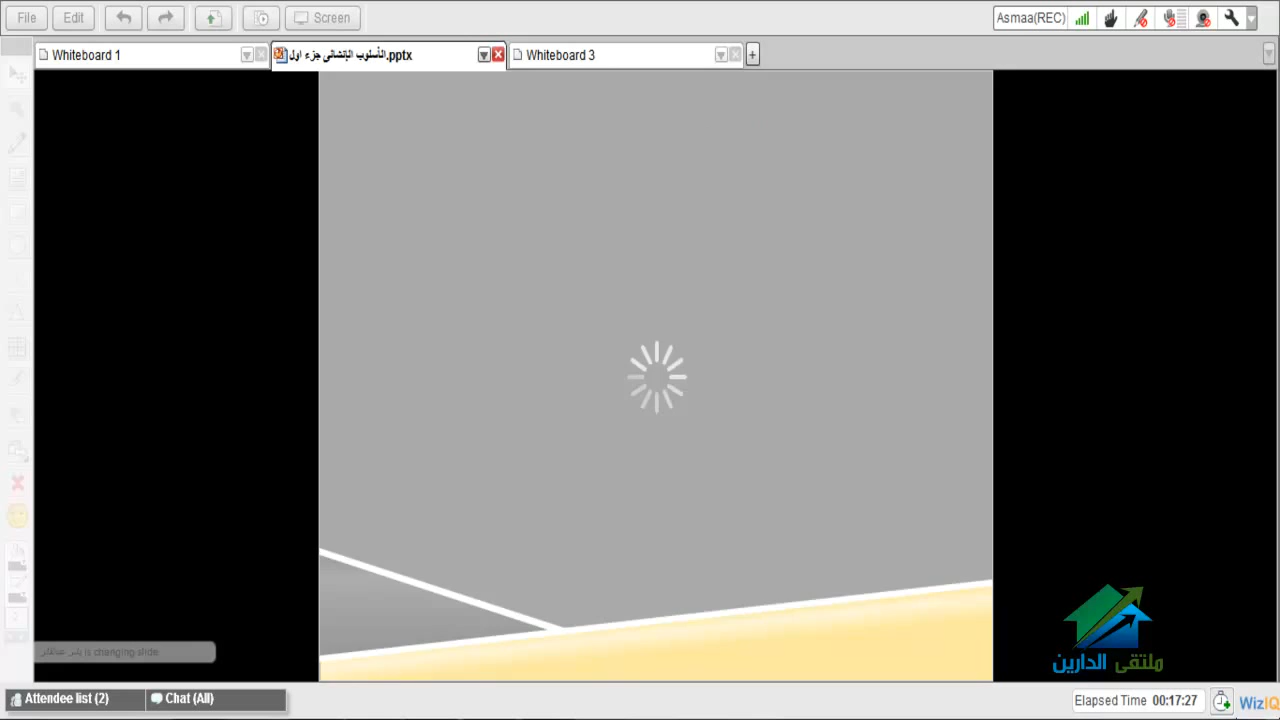 File Edit Screen Asmaa(REC)
Whiteboard 1
الأسلوب الإنشائى جزء اول.pptx
Whiteboard 3
is changing slide
ملتقى الدارين
Attendee list (2)
Chat (All)
Elapsed Time 00:17:27
WizIQ